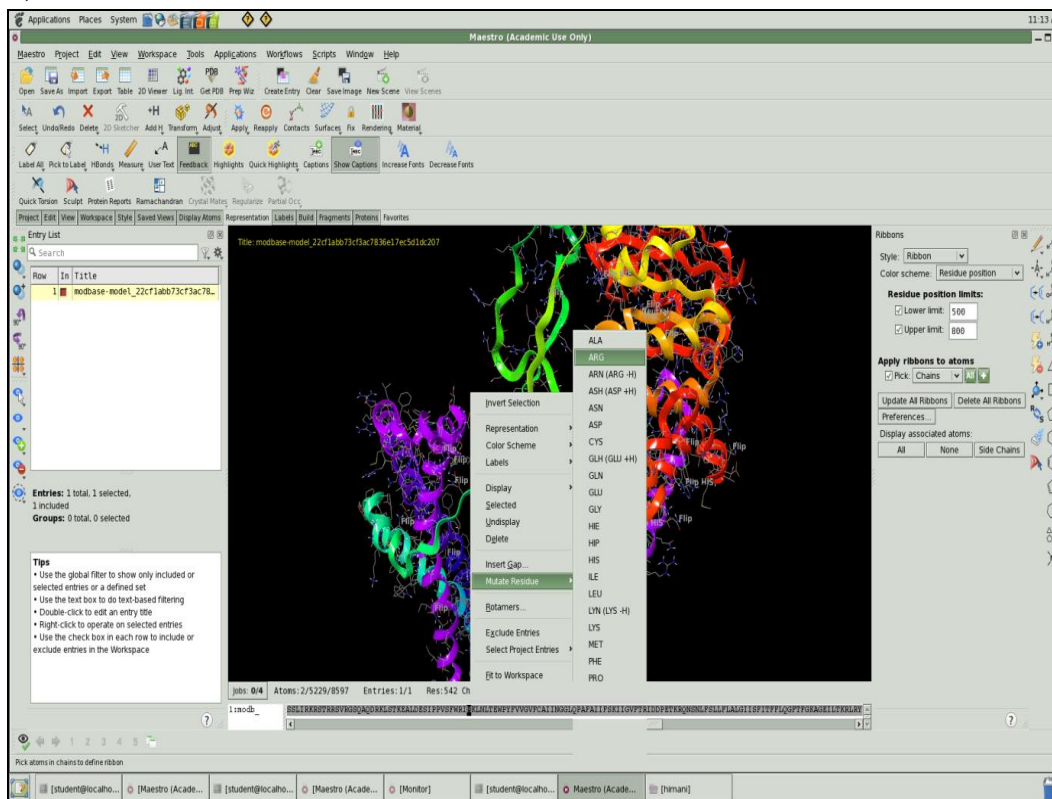 Applications Places System
11:13
Maestro (Academic Use Only)
Maestro Project Edit View Workspace Tools Applications Workflows Scripts Window Help
PDB
Open Save As Import Export Table 2D Viewer Lig. Int. Get PDB Prep Wiz Create Entry Clear Save Image New Scene View Scenes
+H
Select Undo/Redo Delete 2D Sketcher Add H Transform Adjust Apply Reapply Contacts Surfaces Fix Rendering Material
Label All Pick to Label HBonds Measure User Text Feedback Highlights Quick Highlights Captions Show Captions Increase Fonts Decrease Fonts
Quick Torsion Sculpt Protein Reports Ramachandran Crystal Mates Regularize Partial Occ
Project Edit View Workspace Style Saved Views Display Atoms Representation Labels Build Fragments Proteins Favorites
Entry List
Search
Row In Title
1 modbase-model_22cf1abb73cf3ac78...
Entries: 1 total, 1 selected,
1 included
Groups: 0 total, 0 selected
Tips
• Use the global filter to show only included or
selected entries or a defined set
• Use the text box to do text-based filtering
• Double-click to edit an entry title
• Right-click to operate on selected entries
• Use the check box in each row to include or
exclude entries in the Workspace
Title: modbase-model_22cf1abb73cf3ac7836e17ec5d1dc207
Flip
Flip
Flip HIS
HIS
Flip
Invert Selection
Representation
Color Scheme
Labels
Display
Selected
Undisplay
Delete
Insert Gap...
Mutate Residue
Rotamers...
Exclude Entries
Select Project Entries
Fit to Workspace
ALA
ARG
ARN (ARG -H)
ASH (ASP +H)
ASN
ASP
CYS
GLH (GLU +H)
GLN
GLU
GLY
HIE
HIP
HIS
ILE
LEU
LYN (LYS -H)
LYS
MET
PHE
PRO
Ribbons
Style: Ribbon
Color scheme: Residue position
Residue position limits:
Lower limit: 500
Upper limit: 800
Apply ribbons to atoms
Pick: Chains All +
Update All Ribbons Delete All Ribbons
Preferences...
Display associated atoms:
All None Side Chains
Jobs: 0/4 Atoms: 2/5229/8597 Entries: 1/1 Res:542 Ch
1:modb_
1 2 3 4 5
Pick atoms in chains to define ribbon
[student@localho... [Maestro (Acade... [student@localho... [Maestro (Acade... [Monitor] [student@localho... Maestro (Acade... [himani]